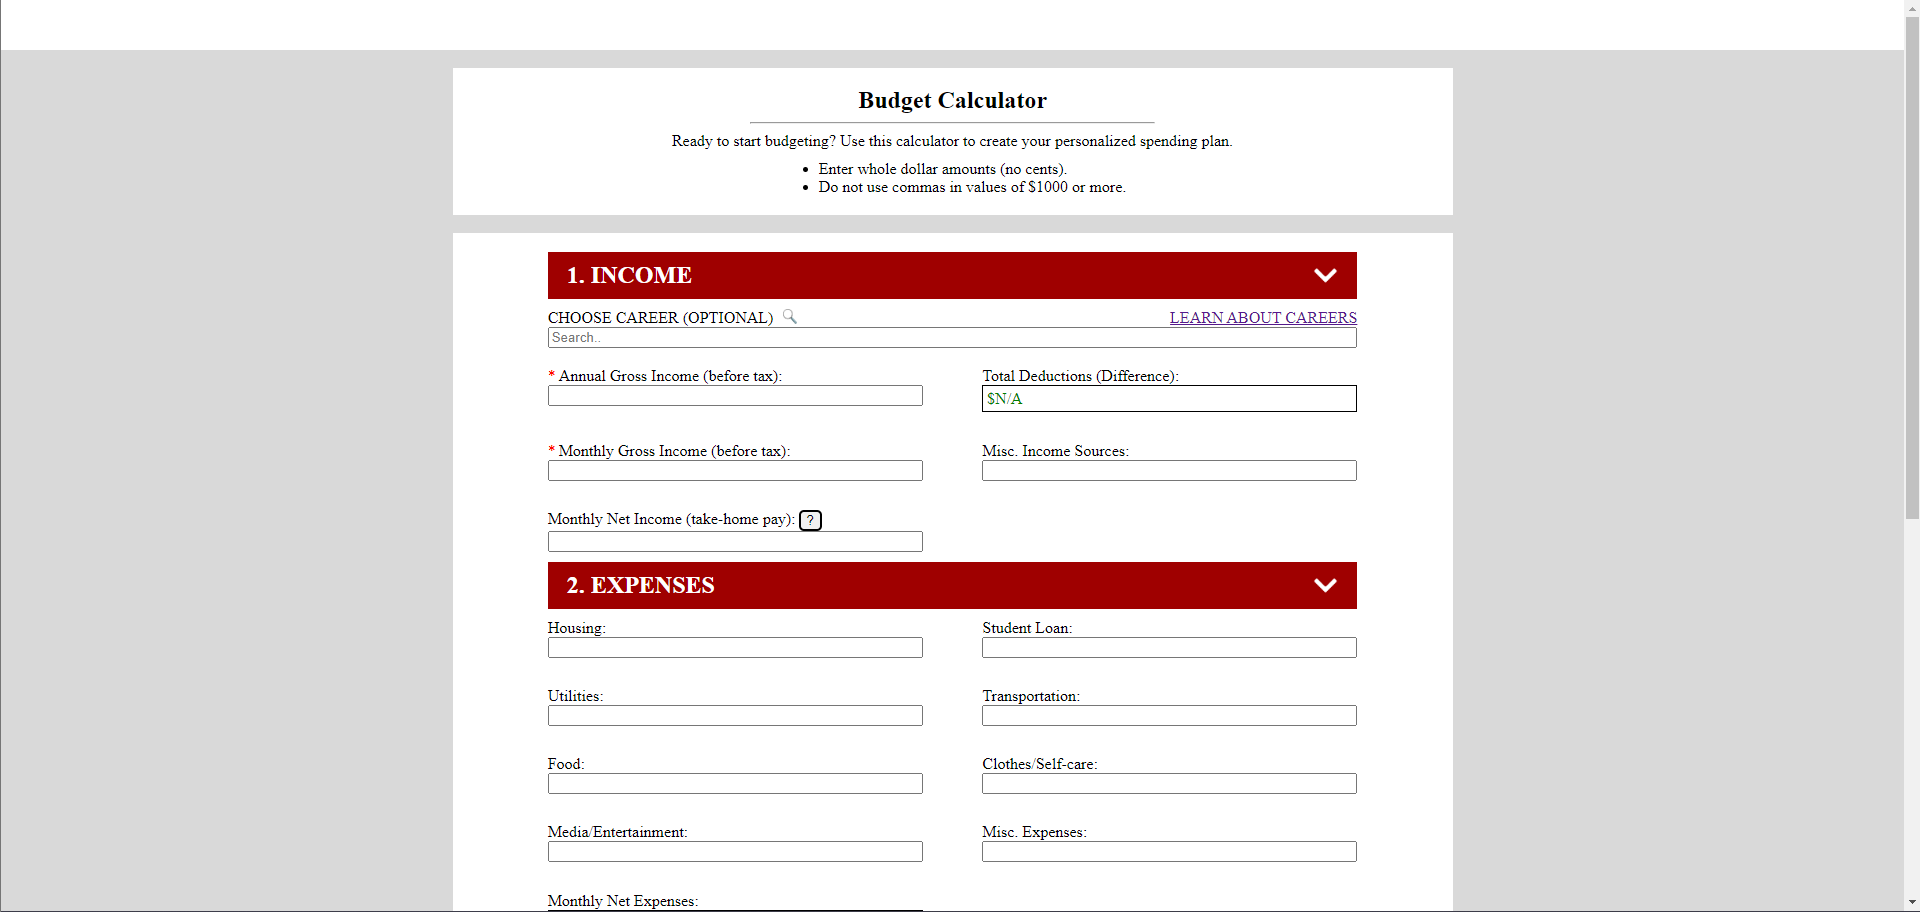 Budget Calculator
Ready to start budgeting? Use this calculator to create your personalized spending plan.
• Enter whole dollar amounts (no cents).
• Do not use commas in values of $1000 or more.
1. INCOME
CHOOSE CAREER (OPTIONAL)
LEARN ABOUT CAREERS
Search..
* Annual Gross Income (before tax):
Total Deductions (Difference):
$N/A
* Monthly Gross Income (before tax):
Misc. Income Sources:
Monthly Net Income (take-home pay): ?
2. EXPENSES
Housing:
Student Loan:
Utilities:
Transportation:
Food:
Clothes/Self-care:
Media/Entertainment:
Misc. Expenses:
Monthly Net Expenses: